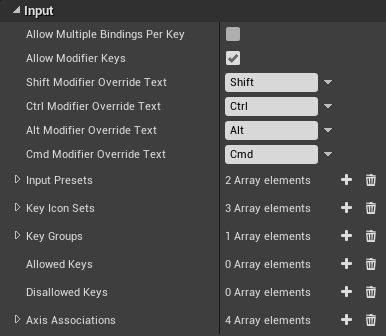 Input
Allow Multiple Bindings Per Key
Allow Modifier Keys
Shift Modifier Override Text Shift
Ctrl Modifier Override Text Ctrl
Alt Modifier Override Text Alt
Cmd Modifier Override Text Cmd
Input Presets 2 Array elements
Key Icon Sets 3 Array elements
Key Groups 1 Array elements
Allowed Keys 0 Array elements
Disallowed Keys 0 Array elements
Axis Associations 4 Array elements